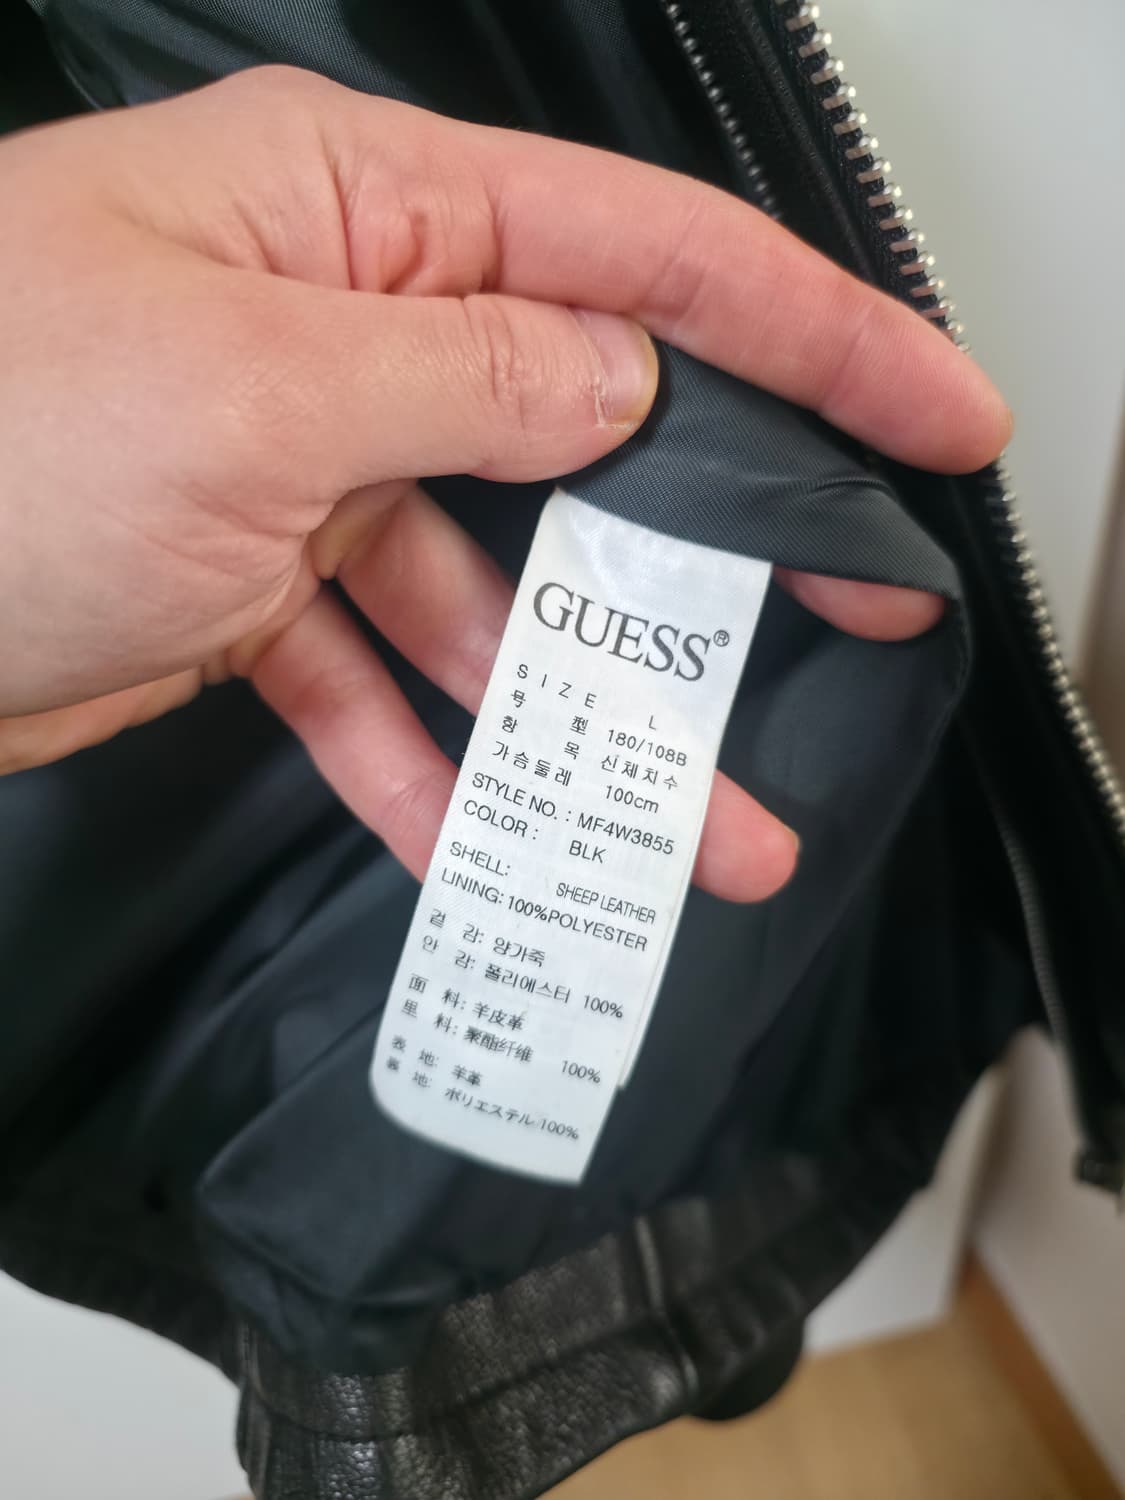 GUESS®
SIZE L
号型 180/108B
항목 신체치수
가슴둘레 100cm
STYLE NO. : MF4W3855
COLOR : BLK
SHELL: SHEEP LEATHER
LINING: 100%POLYESTER
겉감: 양가죽
안감: 폴리에스터 100%
面料: 羊皮革
里料: 聚酯纤维 100%
表地: 羊革
裏地: ポリエステル 100%